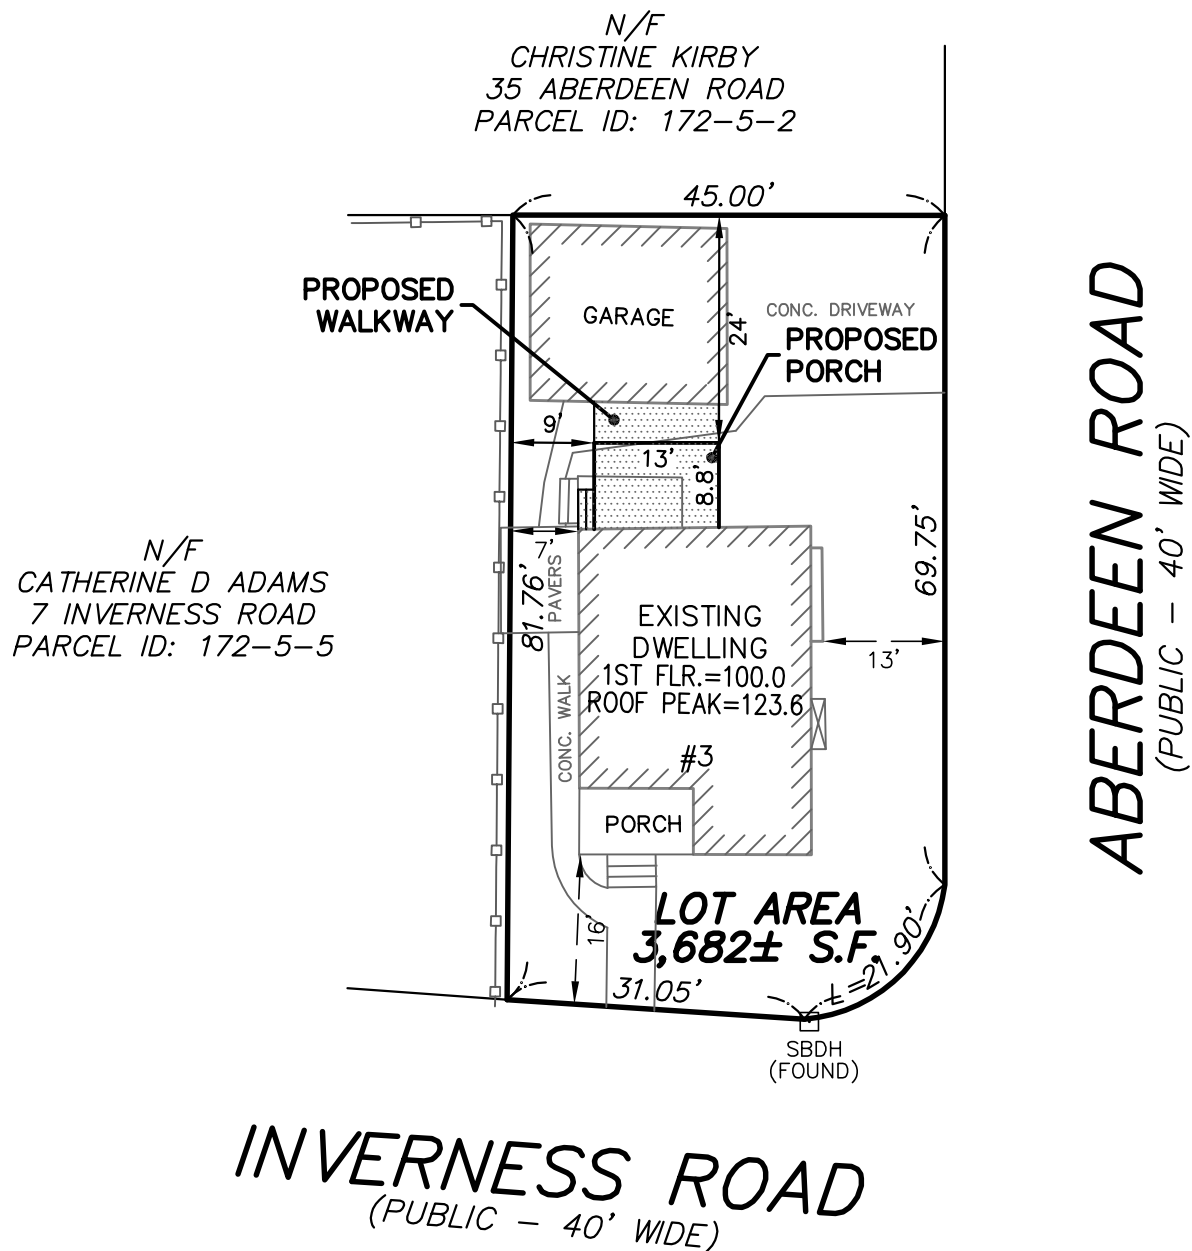 N/F
CHRISTINE KIRBY
35 ABERDEEN ROAD
PARCEL ID: 172-5-2
45.00'
PROPOSED
WALKWAY
GARAGE
CONC. DRIVEWAY
24'
PROPOSED
PORCH
9'
13'
8.8'
7'
N/F
CATHERINE D ADAMS
7 INVERNESS ROAD
PARCEL ID: 172-5-5
81.76'
PAVERS
69.75'
EXISTING
DWELLING
1ST FLR.=100.0
ROOF PEAK=123.6
13'
CONC. WALK
#3
PORCH
16'
LOT AREA
3,682± S.F.
L=21.90'
31.05'
SBDH
(FOUND)
ABERDEEN ROAD
(PUBLIC - 40' WIDE)
INVERNESS ROAD
(PUBLIC - 40' WIDE)